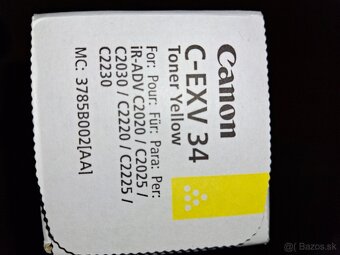 Canon
C-EXV 34
Toner Yellow
For: Pour: Für: Para: Per:
iR-ADV C2020 / C2025 /
C2030 / C2220 / C2225 /
C2230
MC: 3785B002[AA]
Bazos.sk